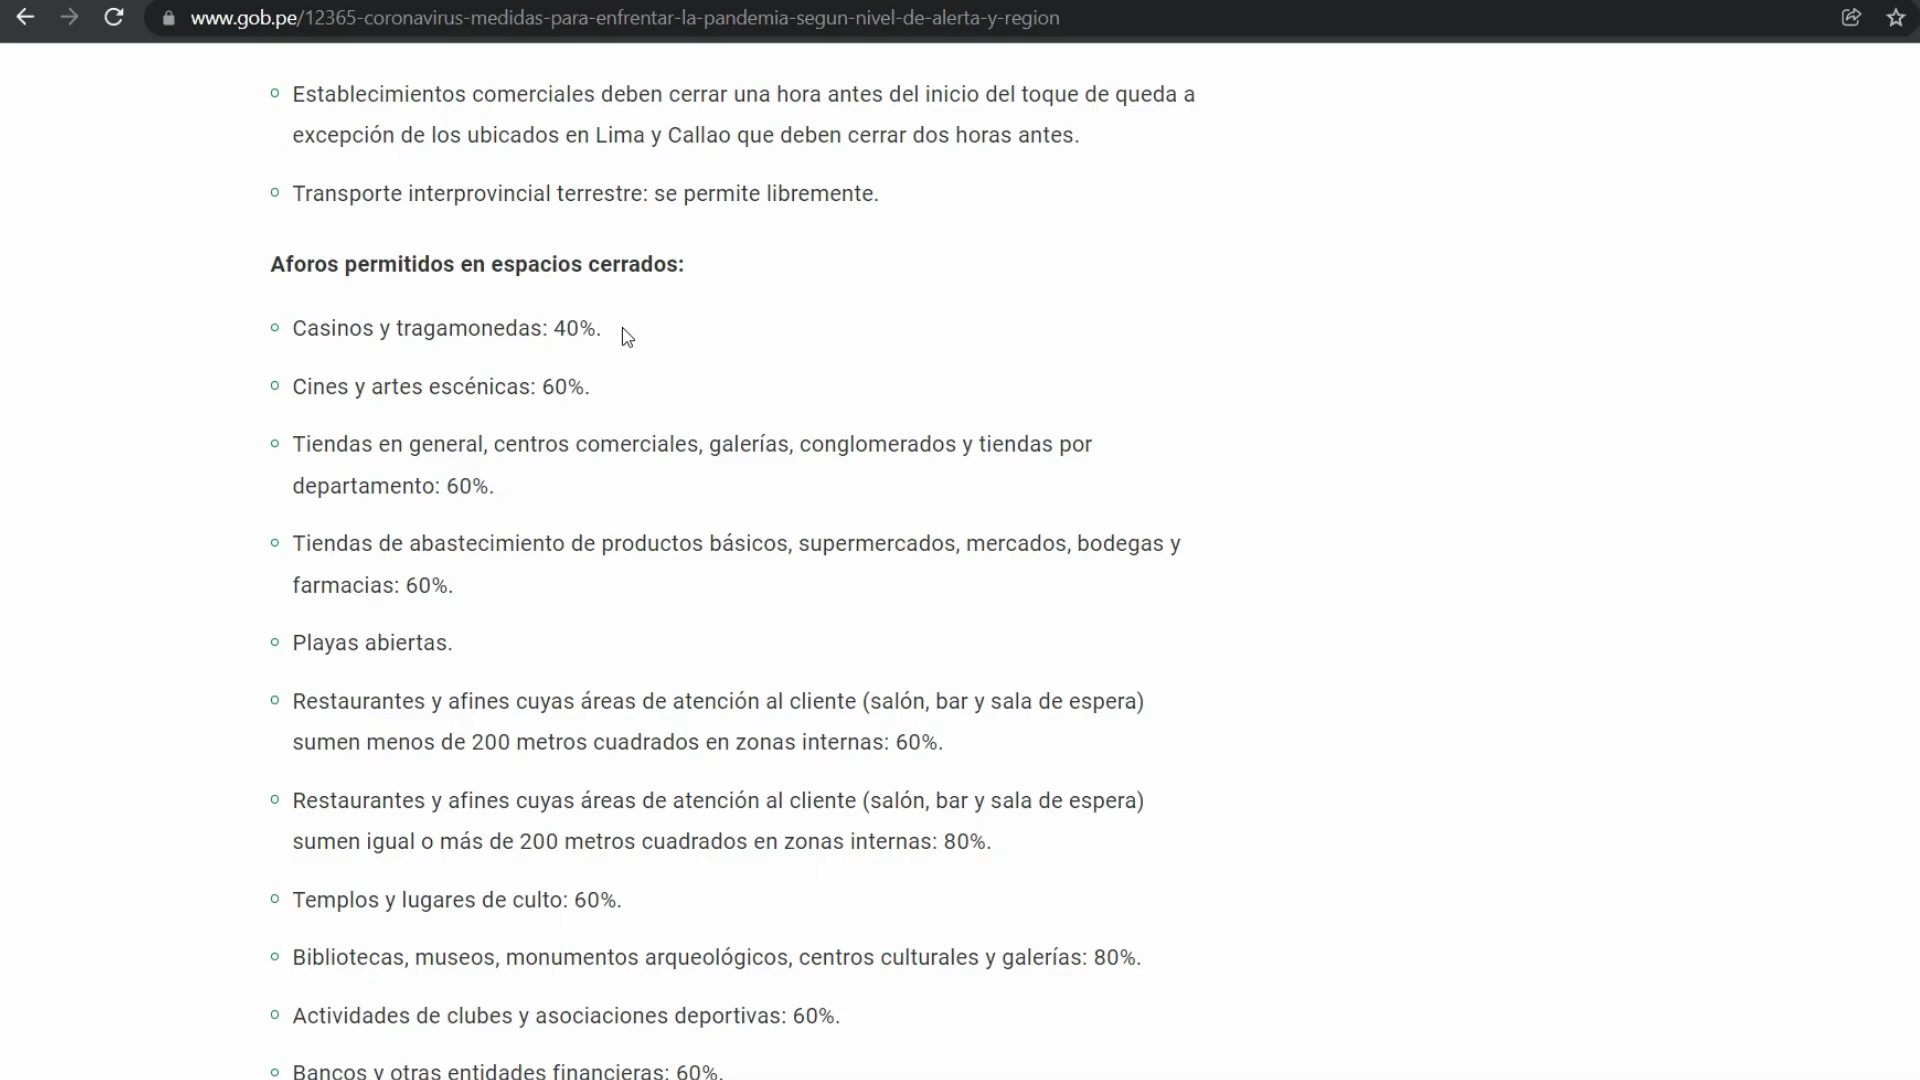 www.gob.pe/12365-coronavirus-medidas-para-enfrentar-la-pandemia-segun-nivel-de-alerta-y-region
Establecimientos comerciales deben cerrar una hora antes del inicio del toque de queda a
excepción de los ubicados en Lima y Callao que deben cerrar dos horas antes.
Transporte interprovincial terrestre: se permite libremente.
Aforos permitidos en espacios cerrados:
Casinos y tragamonedas: 40%.
Cines y artes escénicas: 60%.
Tiendas en general, centros comerciales, galerías, conglomerados y tiendas por
departamento: 60%.
Tiendas de abastecimiento de productos básicos, supermercados, mercados, bodegas y
farmacias: 60%.
Playas abiertas.
Restaurantes y afines cuyas áreas de atención al cliente (salón, bar y sala de espera)
sumen menos de 200 metros cuadrados en zonas internas: 60%.
Restaurantes y afines cuyas áreas de atención al cliente (salón, bar y sala de espera)
sumen igual o más de 200 metros cuadrados en zonas internas: 80%.
Templos y lugares de culto: 60%.
Bibliotecas, museos, monumentos arqueológicos, centros culturales y galerías: 80%.
Actividades de clubes y asociaciones deportivas: 60%.
Bancos y otras entidades financieras: 60%.